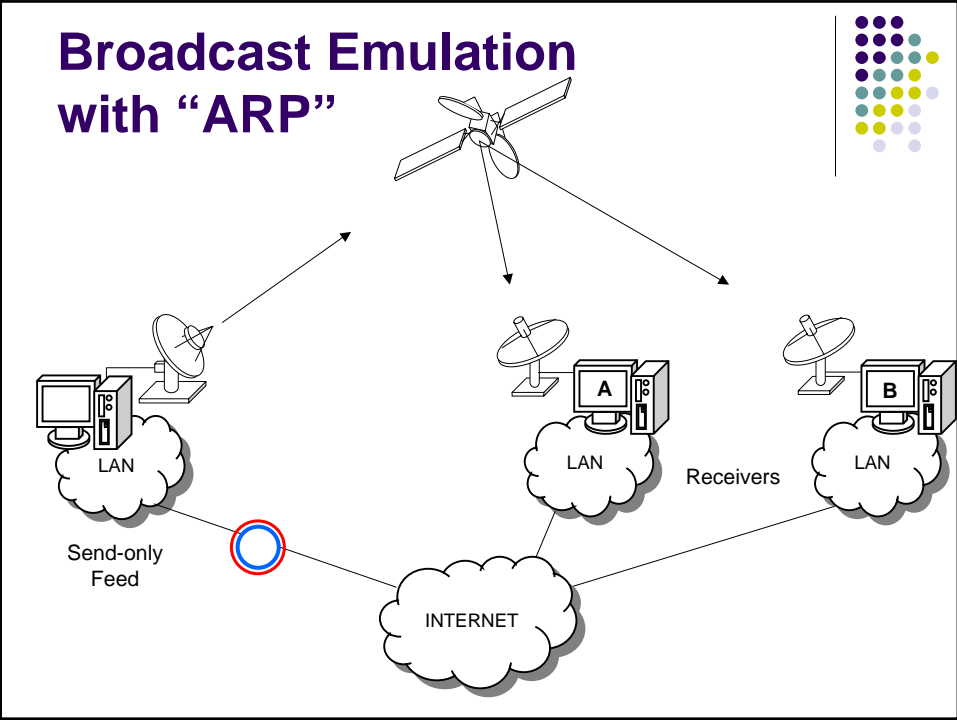 Broadcast Emulation
with “ARP”
A
B
LAN
LAN
Receivers
LAN
Send-only
Feed
INTERNET